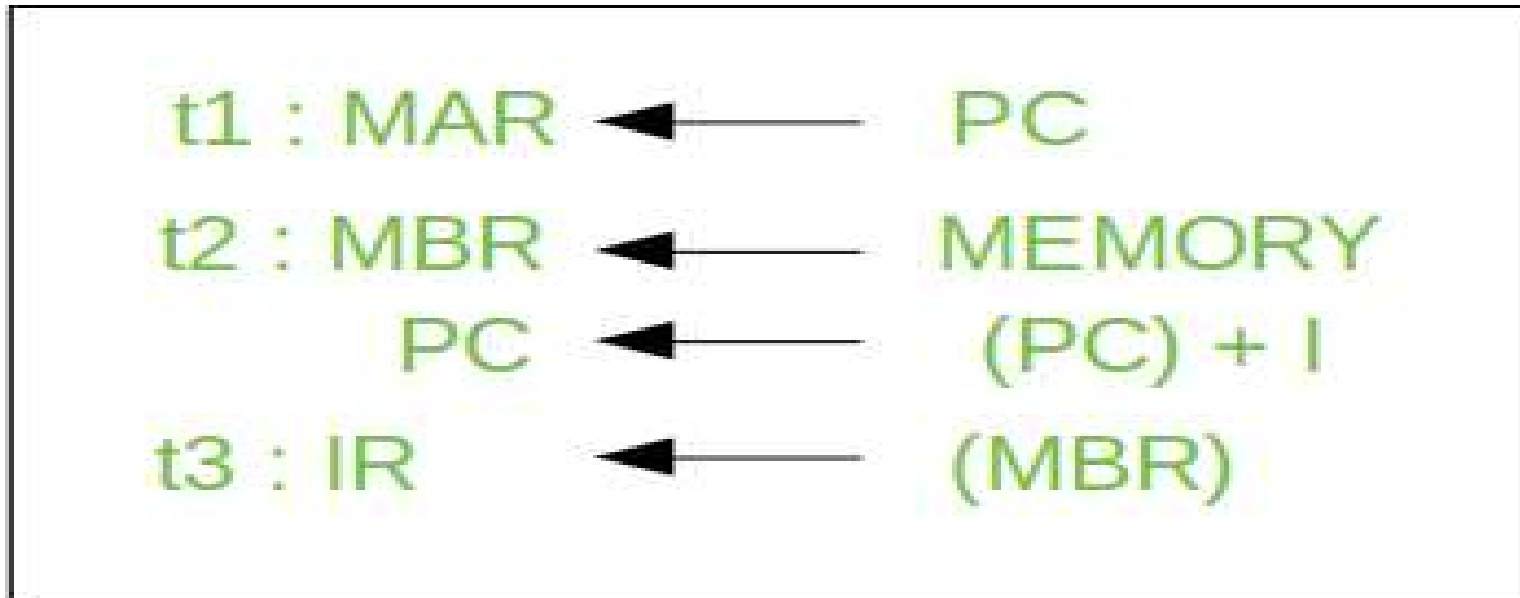 t1 : MAR PC
t2 : MBR MEMORY
PC (PC) + I
t3 : IR (MBR)